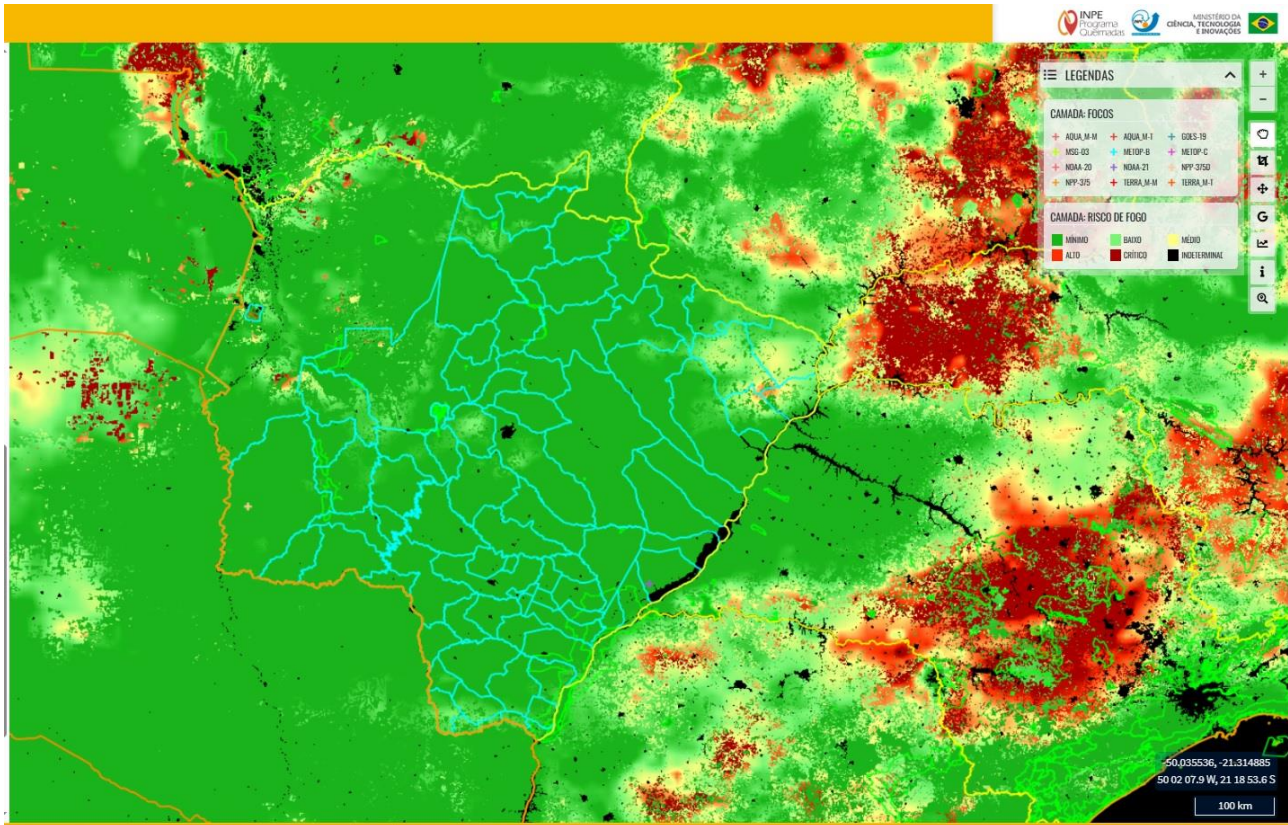 INPE
Programa
Queimadas
MINISTÉRIO DA
CIÊNCIA, TECNOLOGIA
E INOVAÇÕES
LEGENDAS
CAMADA: FOCOS
AQUA_M-M AQUA_M-T GOES-19
MSG-03 METOP-B METOP-C
NOAA-20 NOAA-21 NPP-375D
NPP-375 TERRA_M-M TERRA_M-T
CAMADA: RISCO DE FOGO
MÍNIMO BAIXO MÉDIO
ALTO CRÍTICO INDETERMINAD
+
−
G
i
-50.035536, -21.314885
50 02 07.9 W, 21 18 53.6 S
100 km